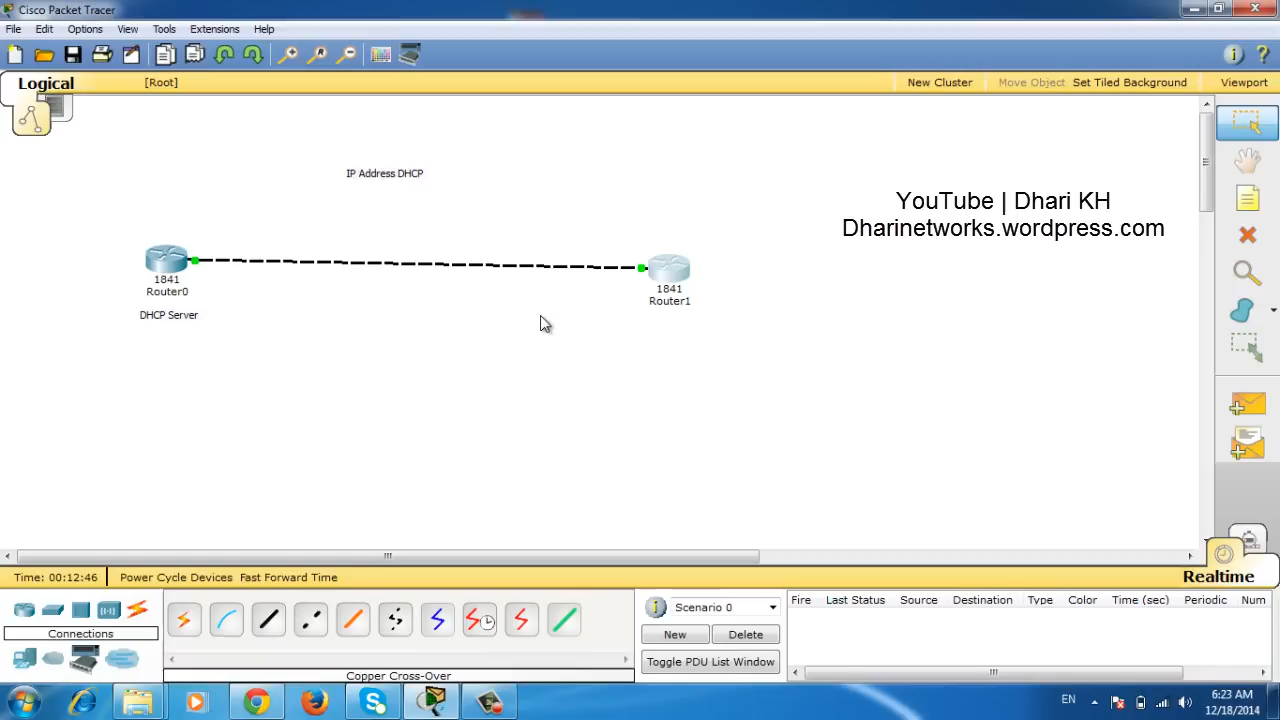 Cisco Packet Tracer
File Edit Options View Tools Extensions Help
Logical [Root] New Cluster Move Object Set Tiled Background Viewport
IP Address DHCP
YouTube | Dhari KH
Dharinetworks.wordpress.com
1841
Router0
DHCP Server
1841
Router1
Realtime
Time: 00:12:46 Power Cycle Devices Fast Forward Time
Connections
Copper Cross-Over
Scenario 0
New Delete
Toggle PDU List Window
Fire Last Status Source Destination Type Color Time (sec) Periodic Num
EN
6:23 AM
12/18/2014